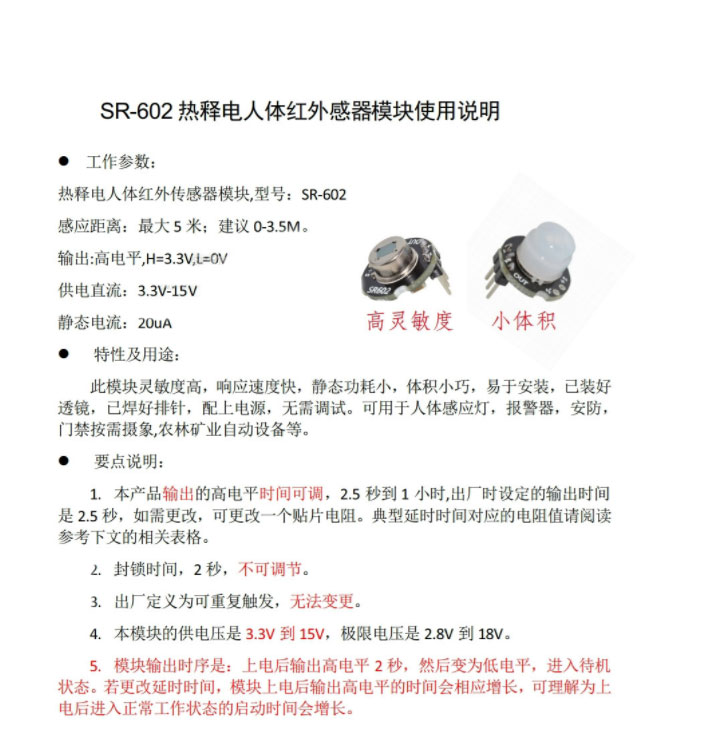 SR-602 热释电人体红外感器模块使用说明
● 工作参数：
热释电人体红外传感器模块,型号：SR-602
感应距离：最大 5 米；建议 0-3.5M。
输出:高电平,H=3.3V,L=0V
供电直流：3.3V-15V
静态电流：20uA
SR602
OUT
高灵敏度 小体积
● 特性及用途：
此模块灵敏度高，响应速度快，静态功耗小，体积小巧，易于安装，已装好
透镜，已焊好排针，配上电源，无需调试。可用于人体感应灯，报警器，安防，
门禁按需摄象,农林矿业自动设备等。
● 要点说明：
1. 本产品输出的高电平时间可调，2.5 秒到 1 小时,出厂时设定的输出时间
是 2.5 秒，如需更改，可更改一个贴片电阻。典型延时时间对应的电阻值请阅读
参考下文的相关表格。
2. 封锁时间，2 秒，不可调节。
3. 出厂定义为可重复触发，无法变更。
4. 本模块的供电压是 3.3V 到 15V，极限电压是 2.8V 到 18V。
5. 模块输出时序是：上电后输出高电平 2 秒，然后变为低电平，进入待机
状态。若更改延时时间，模块上电后输出高电平的时间会相应增长，可理解为上
电后进入正常工作状态的启动时间会增长。